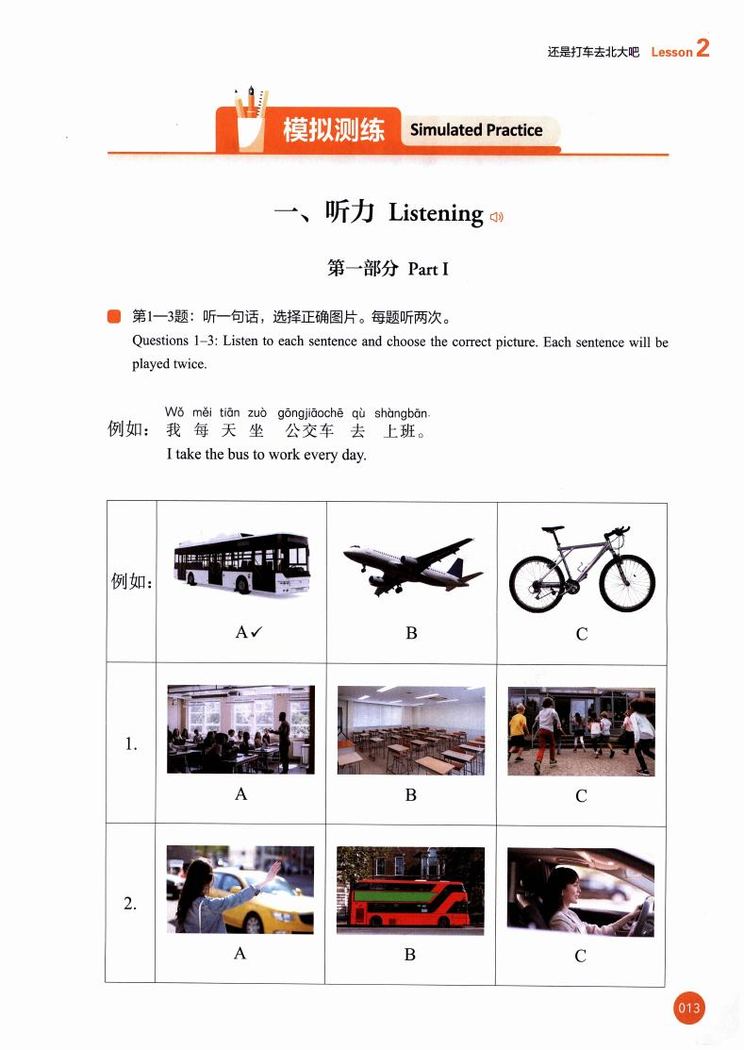 还是打车去北大吧 Lesson 2
模拟测练 Simulated Practice
一、听力 Listening
第一部分 Part I
第1—3题：听一句话，选择正确图片。每题听两次。
Questions 1–3: Listen to each sentence and choose the correct picture. Each sentence will be
played twice.
Wǒ měi tiān zuò gōngjiāochē qù shàngbān.
例如： 我 每 天 坐 公交车 去 上班。
I take the bus to work every day.
例如:
A✓ B C
1.
A B C
2.
A B C
013